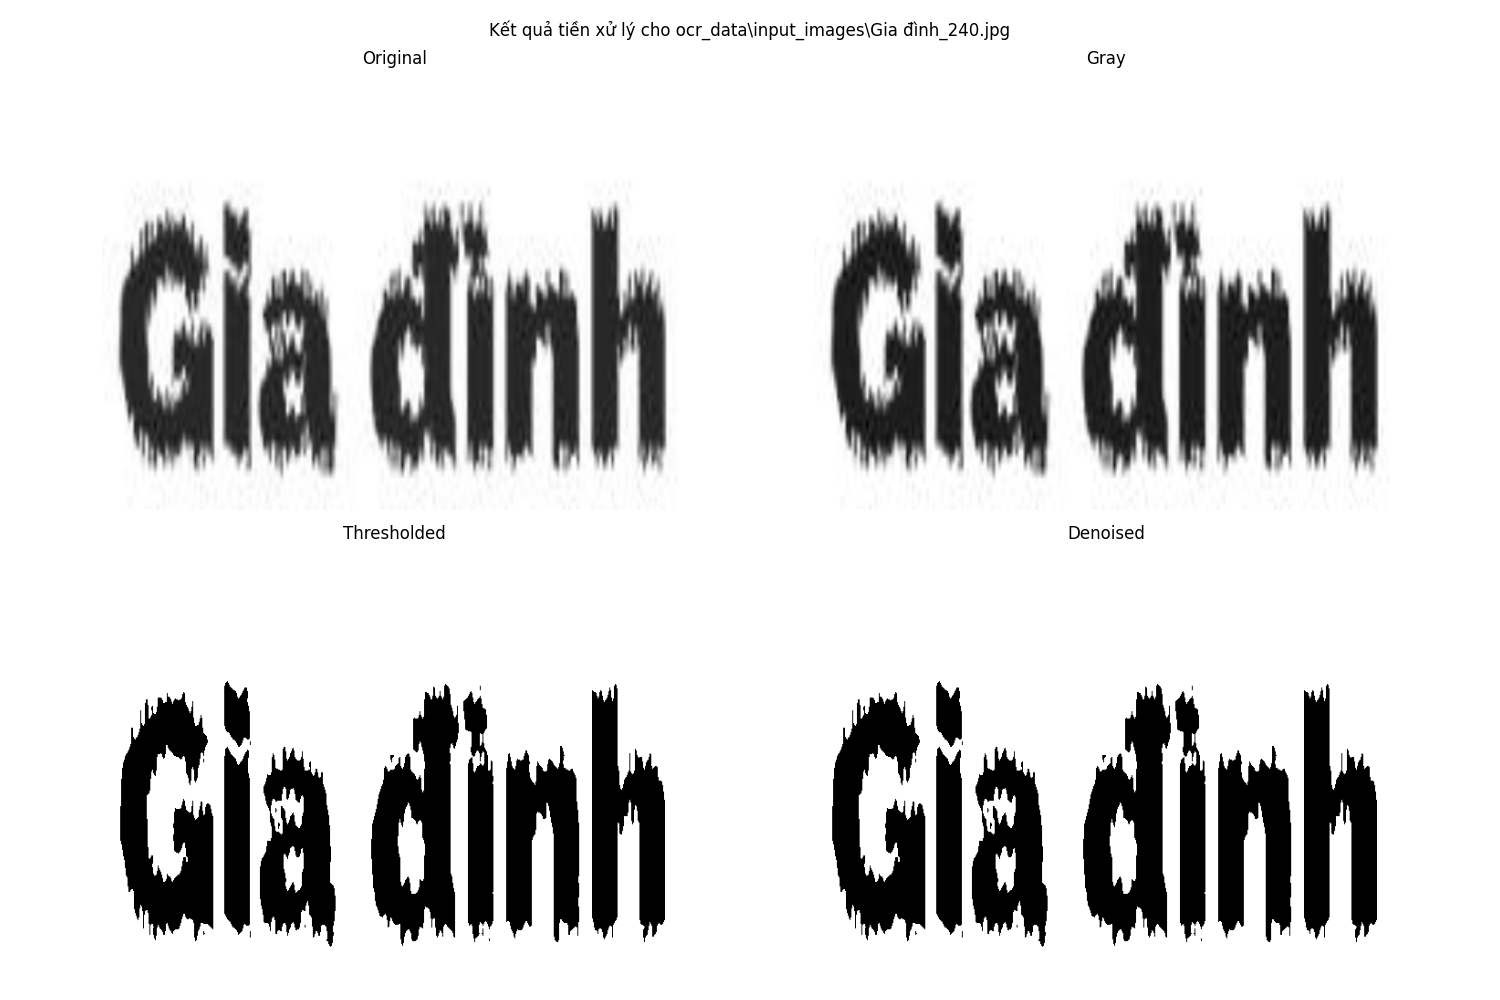 Kết quả tiền xử lý cho ocr_data\input_images\Gia đình_240.jpg
Original
Gray
Gia đình
Gia đình
Thresholded
Denoised
Gia đình
Gia đình